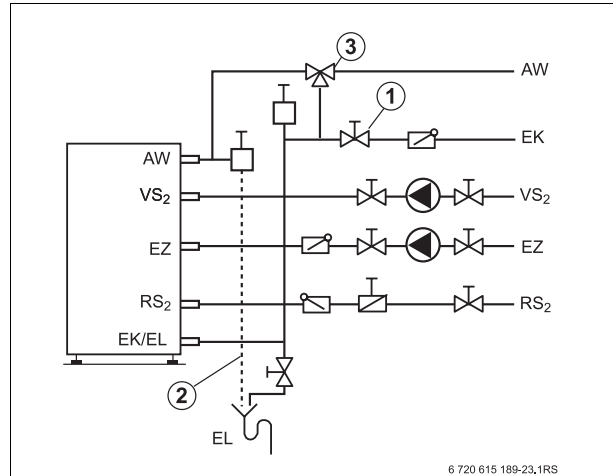 3
AW
1
EK
AW
VS₂
VS₂
EZ
EZ
RS₂
RS₂
EK/EL
2
EL
6 720 615 189-23.1RS